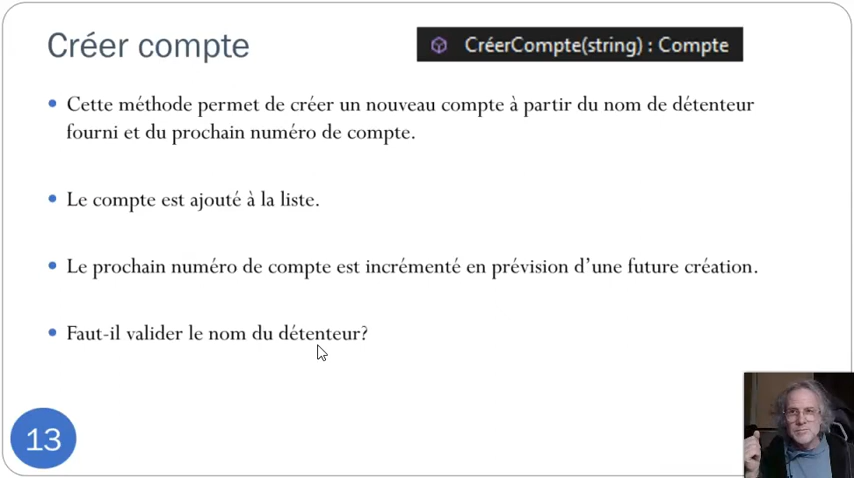 Créer compte
CréerCompte(string) : Compte
Cette méthode permet de créer un nouveau compte à partir du nom de détenteur
fourni et du prochain numéro de compte.
Le compte est ajouté à la liste.
Le prochain numéro de compte est incrémenté en prévision d’une future création.
Faut-il valider le nom du détenteur?
13